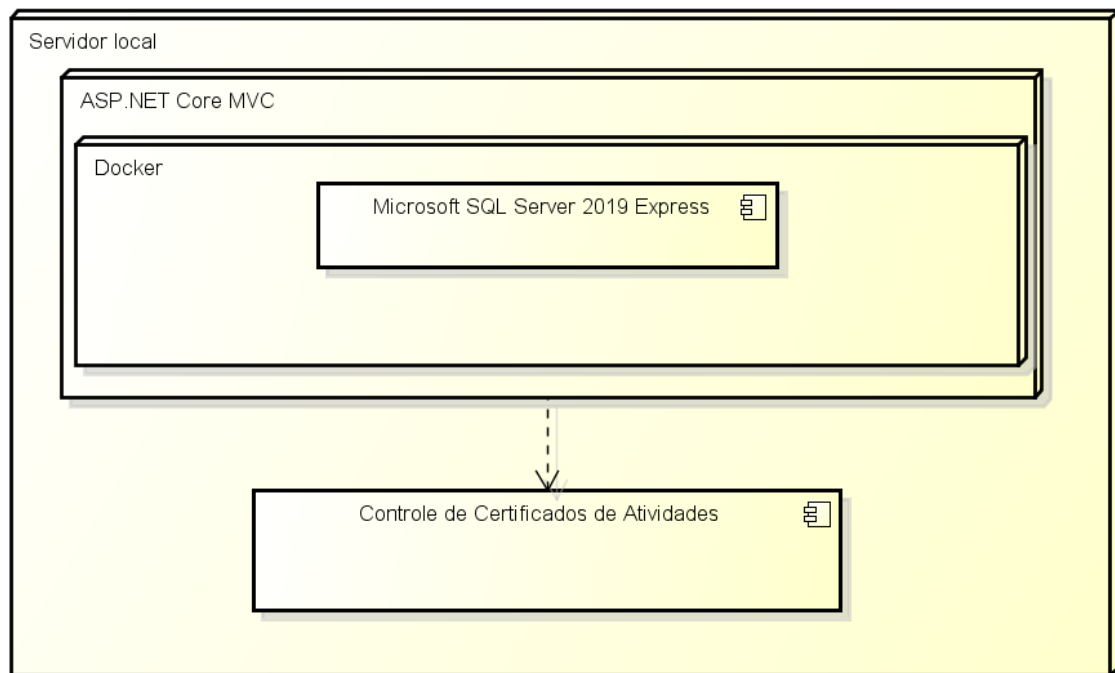 Servidor local
ASP.NET Core MVC
Docker
Microsoft SQL Server 2019 Express
Controle de Certificados de Atividades